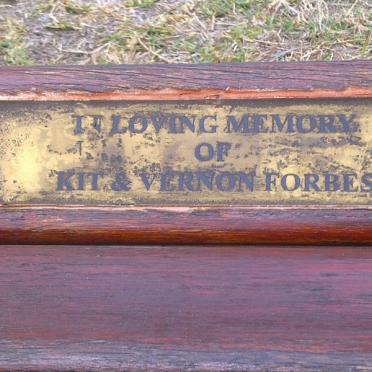 IN LOVING MEMORY
OF
KIT & VERNON FORBES